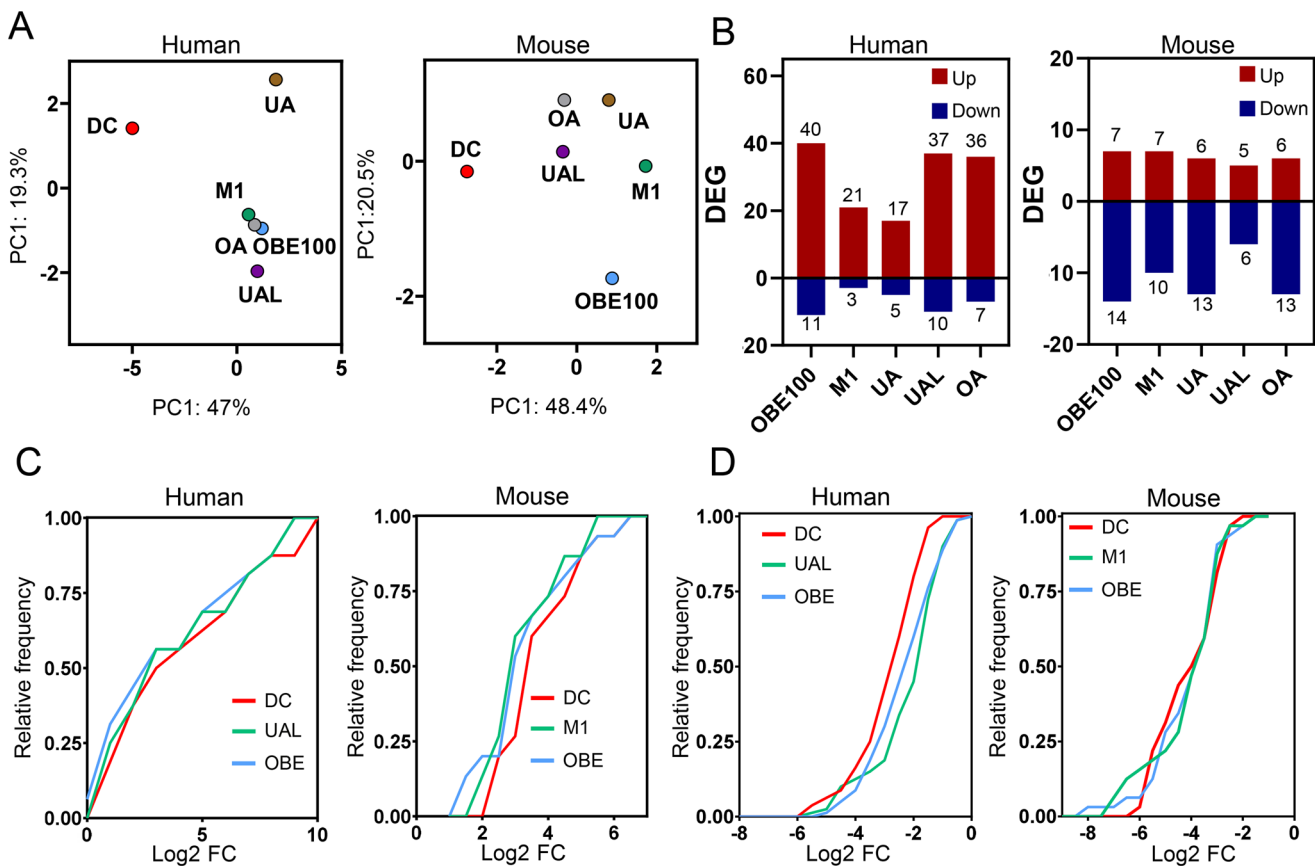 A
Human
2
0
-2
-5
0
5
PC1: 19.3%
PC1: 47%
UA
DC
M1
OA OBE100
UAL
Mouse
0
-2
0
2
PC1:20.5%
PC1: 48.4%
OA
UA
DC
UAL
M1
OBE100
B
Human
DEG
60
40
20
0
20
Up
Down
40
21
17
37
36
11
3
5
10
7
OBE100
M1
UA
UAL
OA
Mouse
20
10
0
-10
-20
Up
Down
7
7
6
5
6
14
10
13
6
13
OBE100
M1
UA
UAL
OA
C
Human
Relative frequency
1.00
0.75
0.50
0.25
0.00
DC
UAL
OBE
0
5
10
Log2 FC
Mouse
Relative frequency
1.00
0.75
0.50
0.25
0.00
DC
M1
OBE
0
2
4
6
Log2 FC
D
Human
Relative frequency
1.00
0.75
0.50
0.25
0.00
DC
UAL
OBE
-8
-6
-4
-2
0
Log2 FC
Mouse
Relative frequency
1.00
0.75
0.50
0.25
0.00
DC
M1
OBE
-8
-6
-4
-2
0
Log2 FC